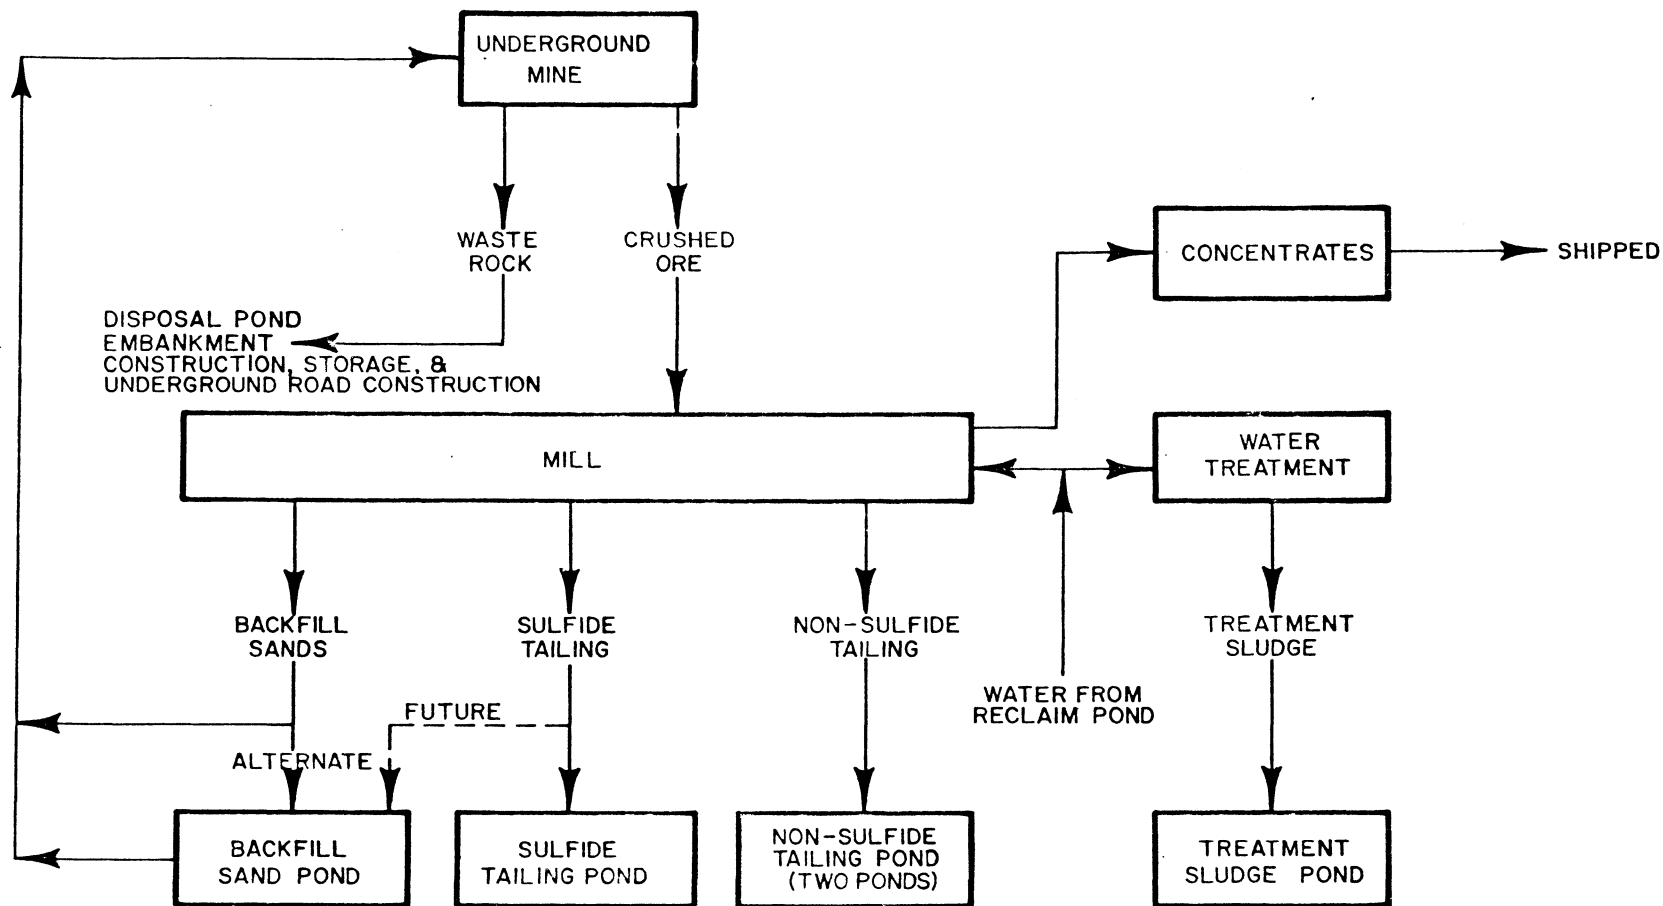 UNDERGROUND
MINE
WASTE
ROCK
CRUSHED
ORE
CONCENTRATES
SHIPPED
DISPOSAL POND
EMBANKMENT
CONSTRUCTION, STORAGE, &
UNDERGROUND ROAD CONSTRUCTION
MILL
WATER
TREATMENT
BACKFILL
SANDS
SULFIDE
TAILING
NON-SULFIDE
TAILING
TREATMENT
SLUDGE
WATER FROM
RECLAIM POND
FUTURE
ALTERNATE
BACKFILL
SAND POND
SULFIDE
TAILING POND
NON-SULFIDE
TAILING POND
(TWO PONDS)
TREATMENT
SLUDGE POND